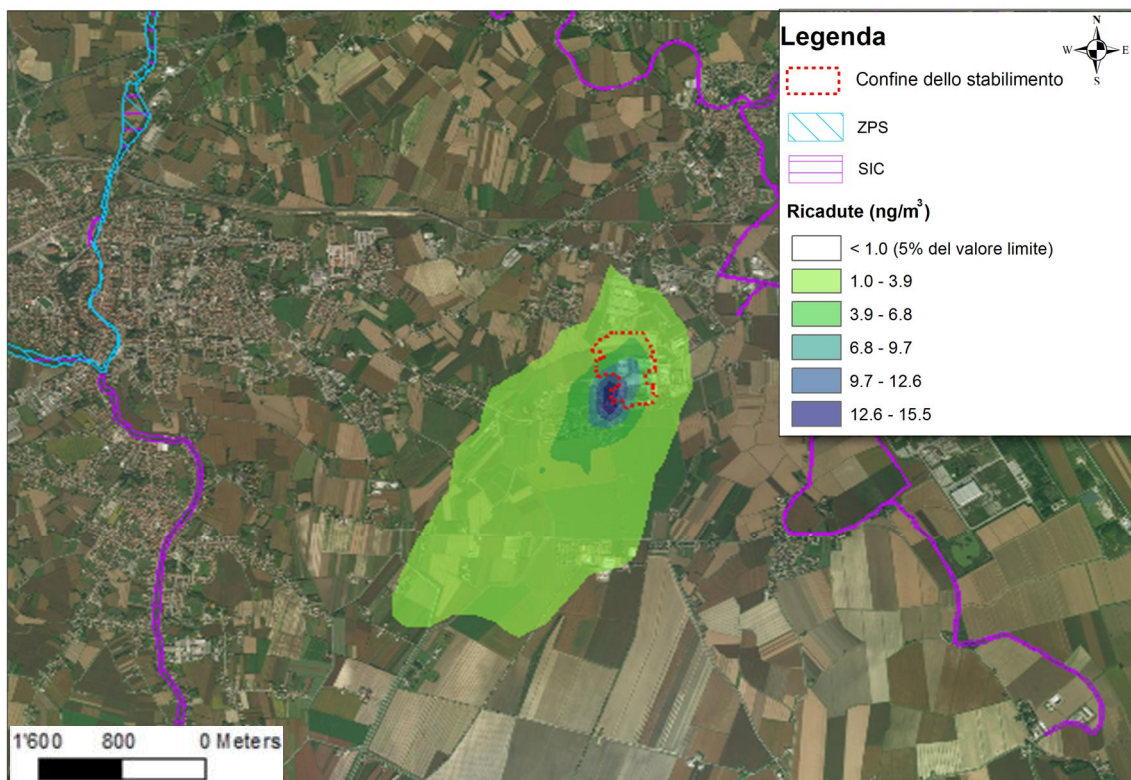 Legenda
N
W E
S
Confine dello stabilimento
ZPS
SIC
Ricadute (ng/m³)
< 1.0 (5% del valore limite)
1.0 - 3.9
3.9 - 6.8
6.8 - 9.7
9.7 - 12.6
12.6 - 15.5
1'600 800 0 Meters